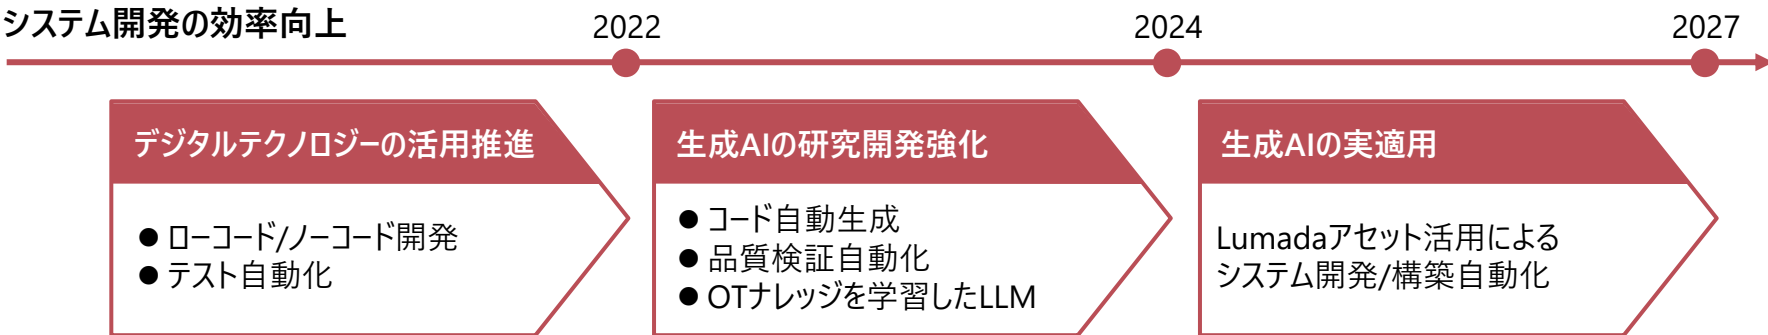 システム開発の効率向上
2022
2024
2027
デジタルテクノロジーの活用推進
● ローコード/ノーコード開発
● テスト自動化
生成AIの研究開発強化
● コード自動生成
● 品質検証自動化
● OTナレッジを学習したLLM
生成AIの実適用
Lumadaアセット活用による
システム開発/構築自動化